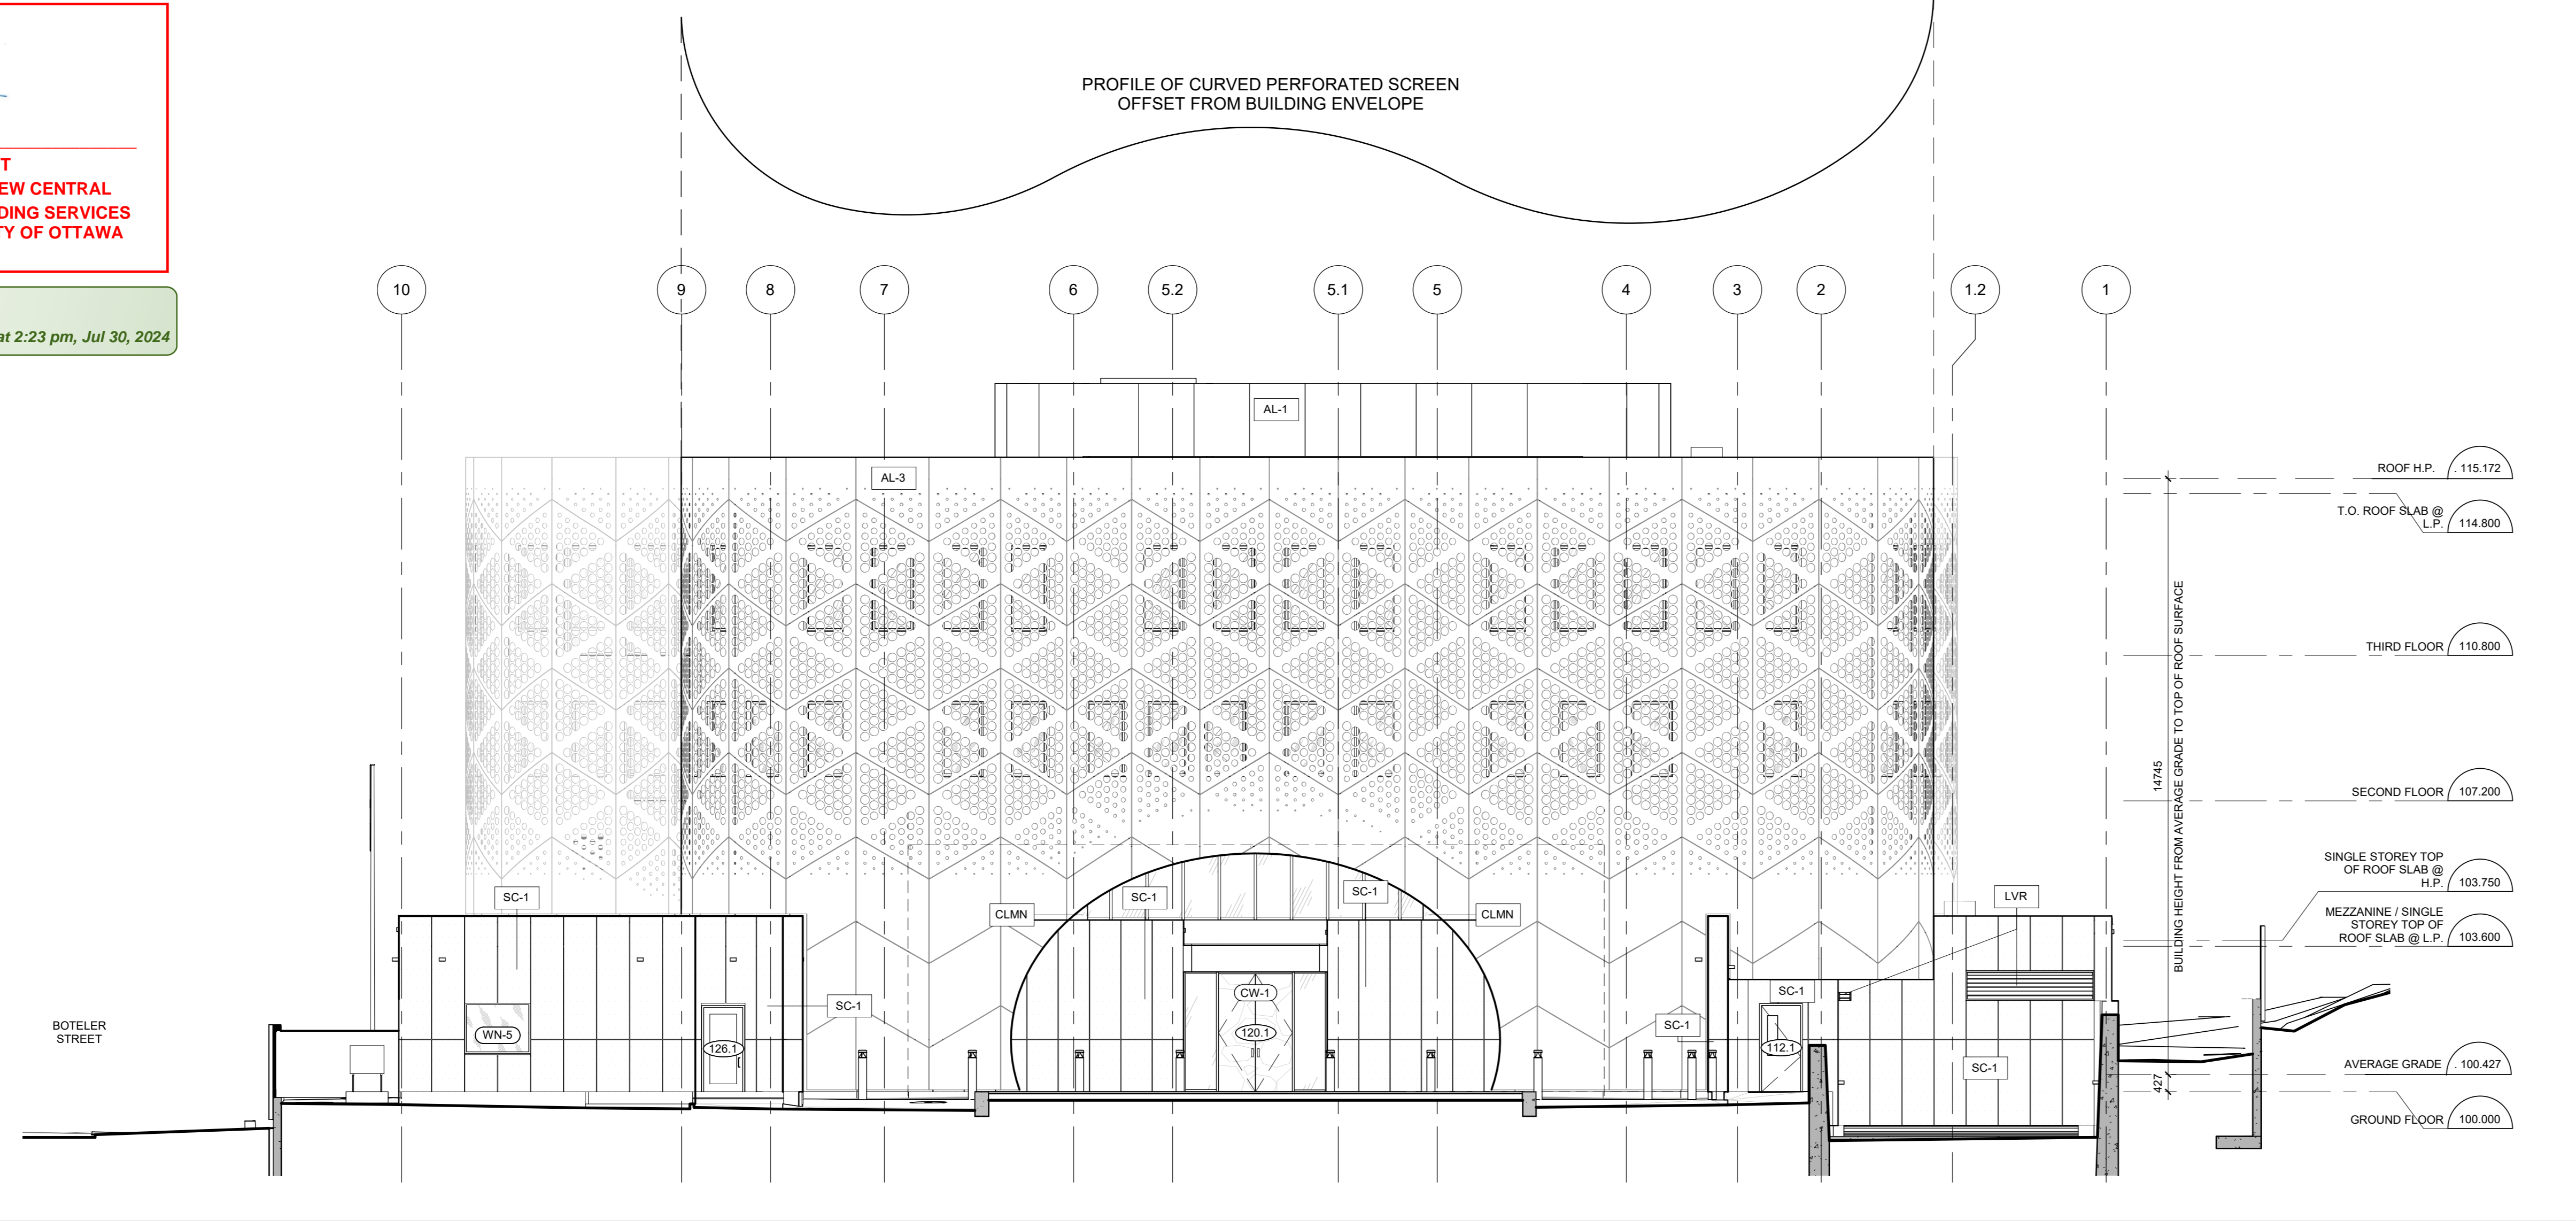 T
EW CENTRAL
DING SERVICES
TY OF OTTAWA
at 2:23 pm, Jul 30, 2024
PROFILE OF CURVED PERFORATED SCREEN
OFFSET FROM BUILDING ENVELOPE
10
9
8
7
6
5.2
5.1
5
4
3
2
1.2
1
AL-1
AL-3
ROOF H.P. . 115.172
T.O. ROOF SLAB @
L.P. 114.800
THIRD FLOOR 110.800
SECOND FLOOR 107.200
SINGLE STOREY TOP
OF ROOF SLAB @
H.P. 103.750
MEZZANINE / SINGLE
STOREY TOP OF
ROOF SLAB @ L.P. 103.600
AVERAGE GRADE . 100.427
GROUND FLOOR 100.000
14745
BUILDING HEIGHT FROM AVERAGE GRADE TO TOP OF ROOF SURFACE
427
SC-1
SC-1
SC-1
LVR
CLMN
CLMN
CW-1
SC-1
SC-1
SC-1
WN-5
126.1
120.1
112.1
SC-1
BOTELER
STREET